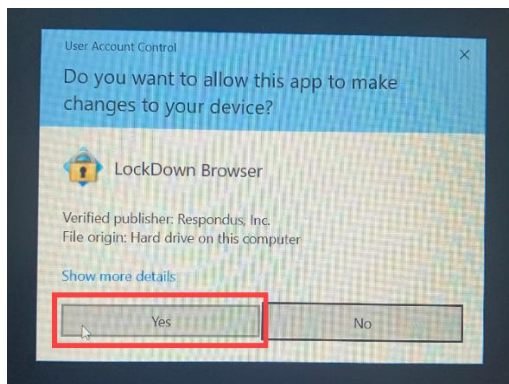 User Account Control
Do you want to allow this app to make
changes to your device?
LockDown Browser
Verified publisher: Respondus, Inc.
File origin: Hard drive on this computer
Show more details
Yes
No